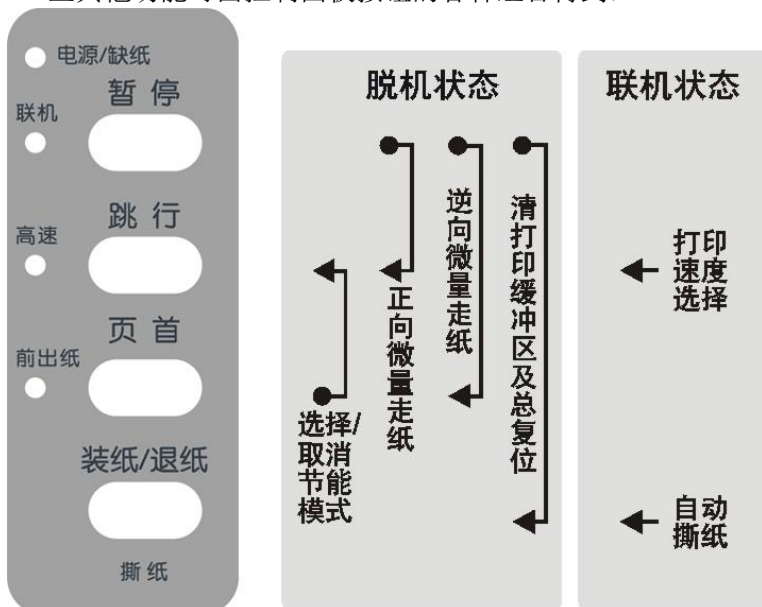 电源/缺纸
暂停
联机
跳行
高速
页首
前出纸
装纸/退纸
撕纸
脱机状态
选择/
取消
节能
模式
正向微量走纸
逆向微量走纸
清打印缓冲区及总复位
联机状态
打印
速度
选择
自动
撕纸